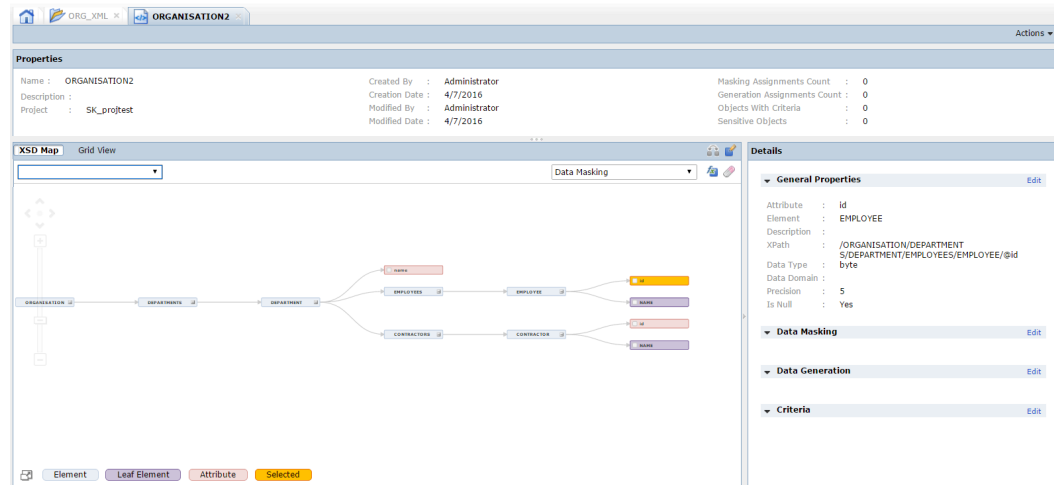 ORG_XML × ORGANISATION2 ×
Actions
Properties
Name : ORGANISATION2
Description :
Project : SK_projtest
Created By : Administrator
Creation Date : 4/7/2016
Modified By : Administrator
Modified Date : 4/7/2016
Masking Assignments Count : 0
Generation Assignments Count : 0
Objects With Criteria : 0
Sensitive Objects : 0
XSD Map Grid View
Data Masking
ORGANISATION
DEPARTMENTS
DEPARTMENT
name
EMPLOYEES
EMPLOYEE
id
NAME
CONTRACTORS
CONTRACTOR
id
NAME
Element Leaf Element Attribute Selected
Details
General Properties Edit
Attribute : id
Element : EMPLOYEE
Description :
XPath : /ORGANISATION/DEPARTMENT
S/DEPARTMENT/EMPLOYEES/EMPLOYEE/@id
Data Type : byte
Data Domain :
Precision : 5
Is Null : Yes
Data Masking Edit
Data Generation Edit
Criteria Edit